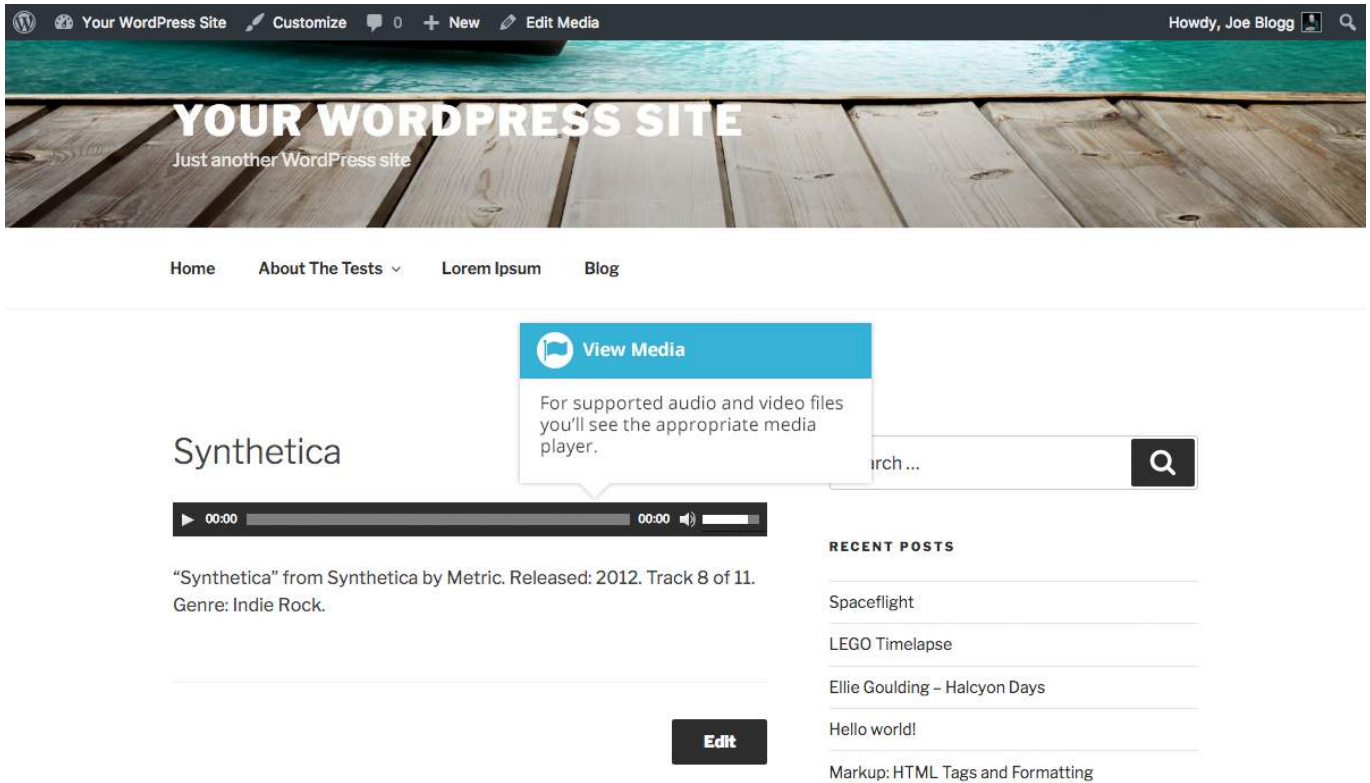 Your WordPress Site Customize 0 New Edit Media Howdy, Joe Blogg
YOUR WORDPRESS SITE
Just another WordPress site
Home About The Tests Lorem Ipsum Blog
View Media
For supported audio and video files
you'll see the appropriate media
player.
Synthetica
00:00 00:00
“Synthetica” from Synthetica by Metric. Released: 2012. Track 8 of 11.
Genre: Indie Rock.
Edit
arch ...
RECENT POSTS
Spaceflight
LEGO Timelapse
Ellie Goulding – Halcyon Days
Hello world!
Markup: HTML Tags and Formatting